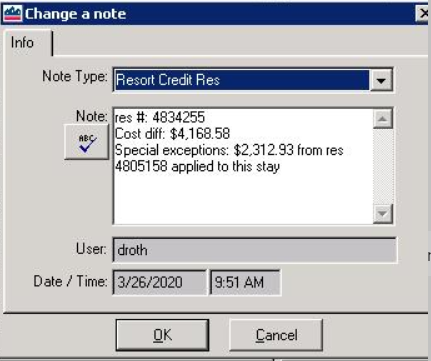 Change a note
Info
Note Type: Resort Credit Res
Note: res #: 4834255
Cost diff: $4,168.58
Special exceptions: $2,312.93 from res
4805158 applied to this stay
ABC
User: droth
Date / Time: 3/26/2020 9:51 AM
OK Cancel